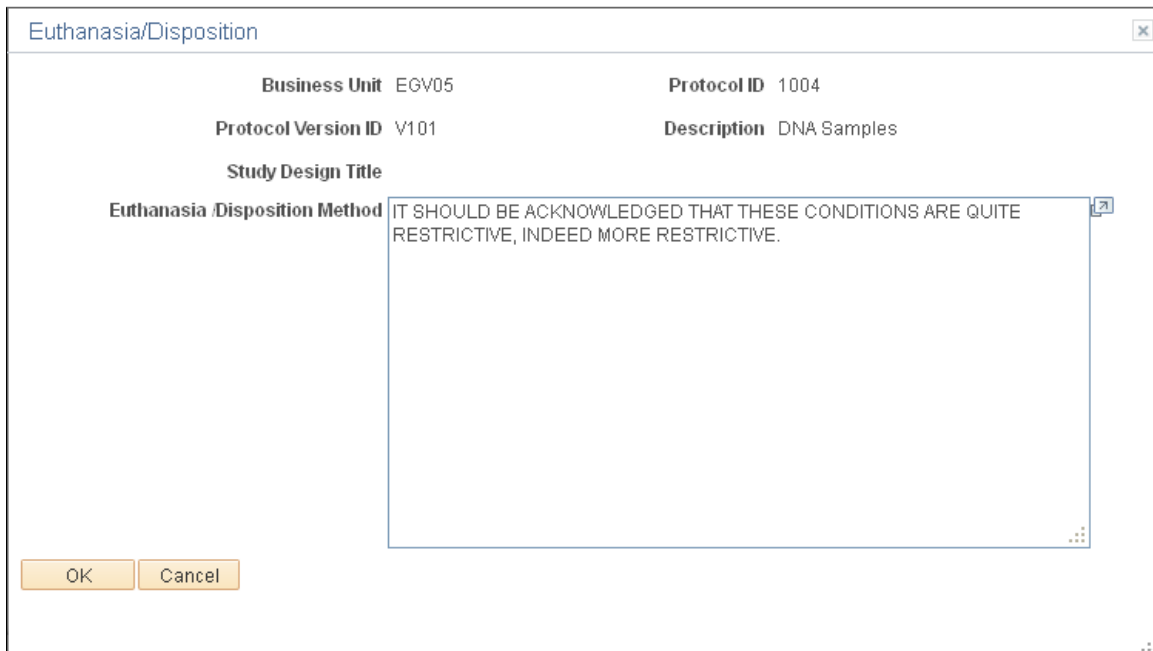 Euthanasia/Disposition
Business Unit EGV05 Protocol ID 1004
Protocol Version ID V101 Description DNA Samples
Study Design Title
Euthanasia /Disposition Method IT SHOULD BE ACKNOWLEDGED THAT THESE CONDITIONS ARE QUITE
RESTRICTIVE, INDEED MORE RESTRICTIVE.
OK Cancel